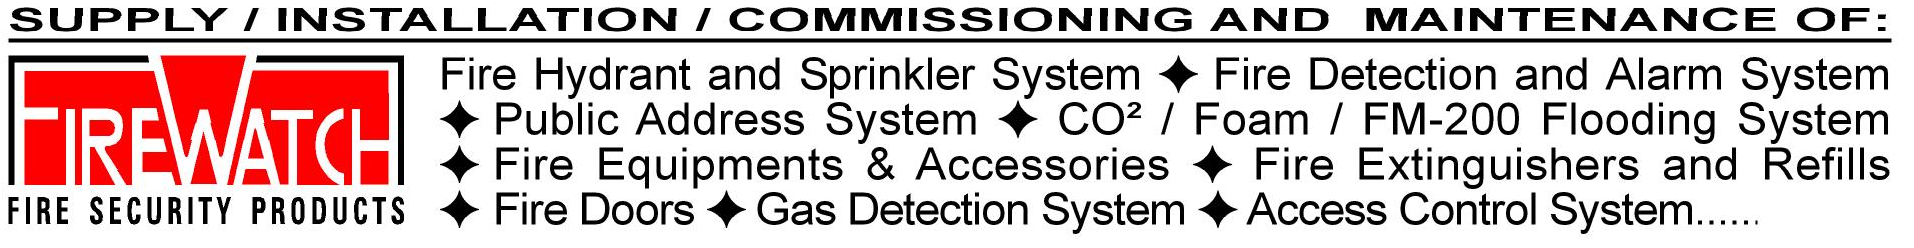 SUPPLY / INSTALLATION / COMMISSIONING AND MAINTENANCE OF:
FIREWATCH
FIRE SECURITY PRODUCTS
Fire Hydrant and Sprinkler System ✦ Fire Detection and Alarm System
✦ Public Address System ✦ CO² / Foam / FM-200 Flooding System
✦ Fire Equipments & Accessories ✦ Fire Extinguishers and Refills
✦ Fire Doors ✦ Gas Detection System ✦ Access Control System......